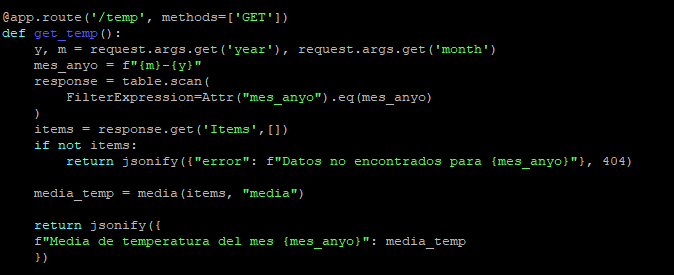 @app.route('/temp', methods=['GET'])
def get_temp():
    y, m = request.args.get('year'), request.args.get('month')
    mes_anyo = f"{m}-{y}"
    response = table.scan(
        FilterExpression=Attr("mes_anyo").eq(mes_anyo)
    )
    items = response.get('Items',[])
    if not items:
        return jsonify({"error": f"Datos no encontrados para {mes_anyo}"}, 404)

    media_temp = media(items, "media")

    return jsonify({
    f"Media de temperatura del mes {mes_anyo}": media_temp
    })